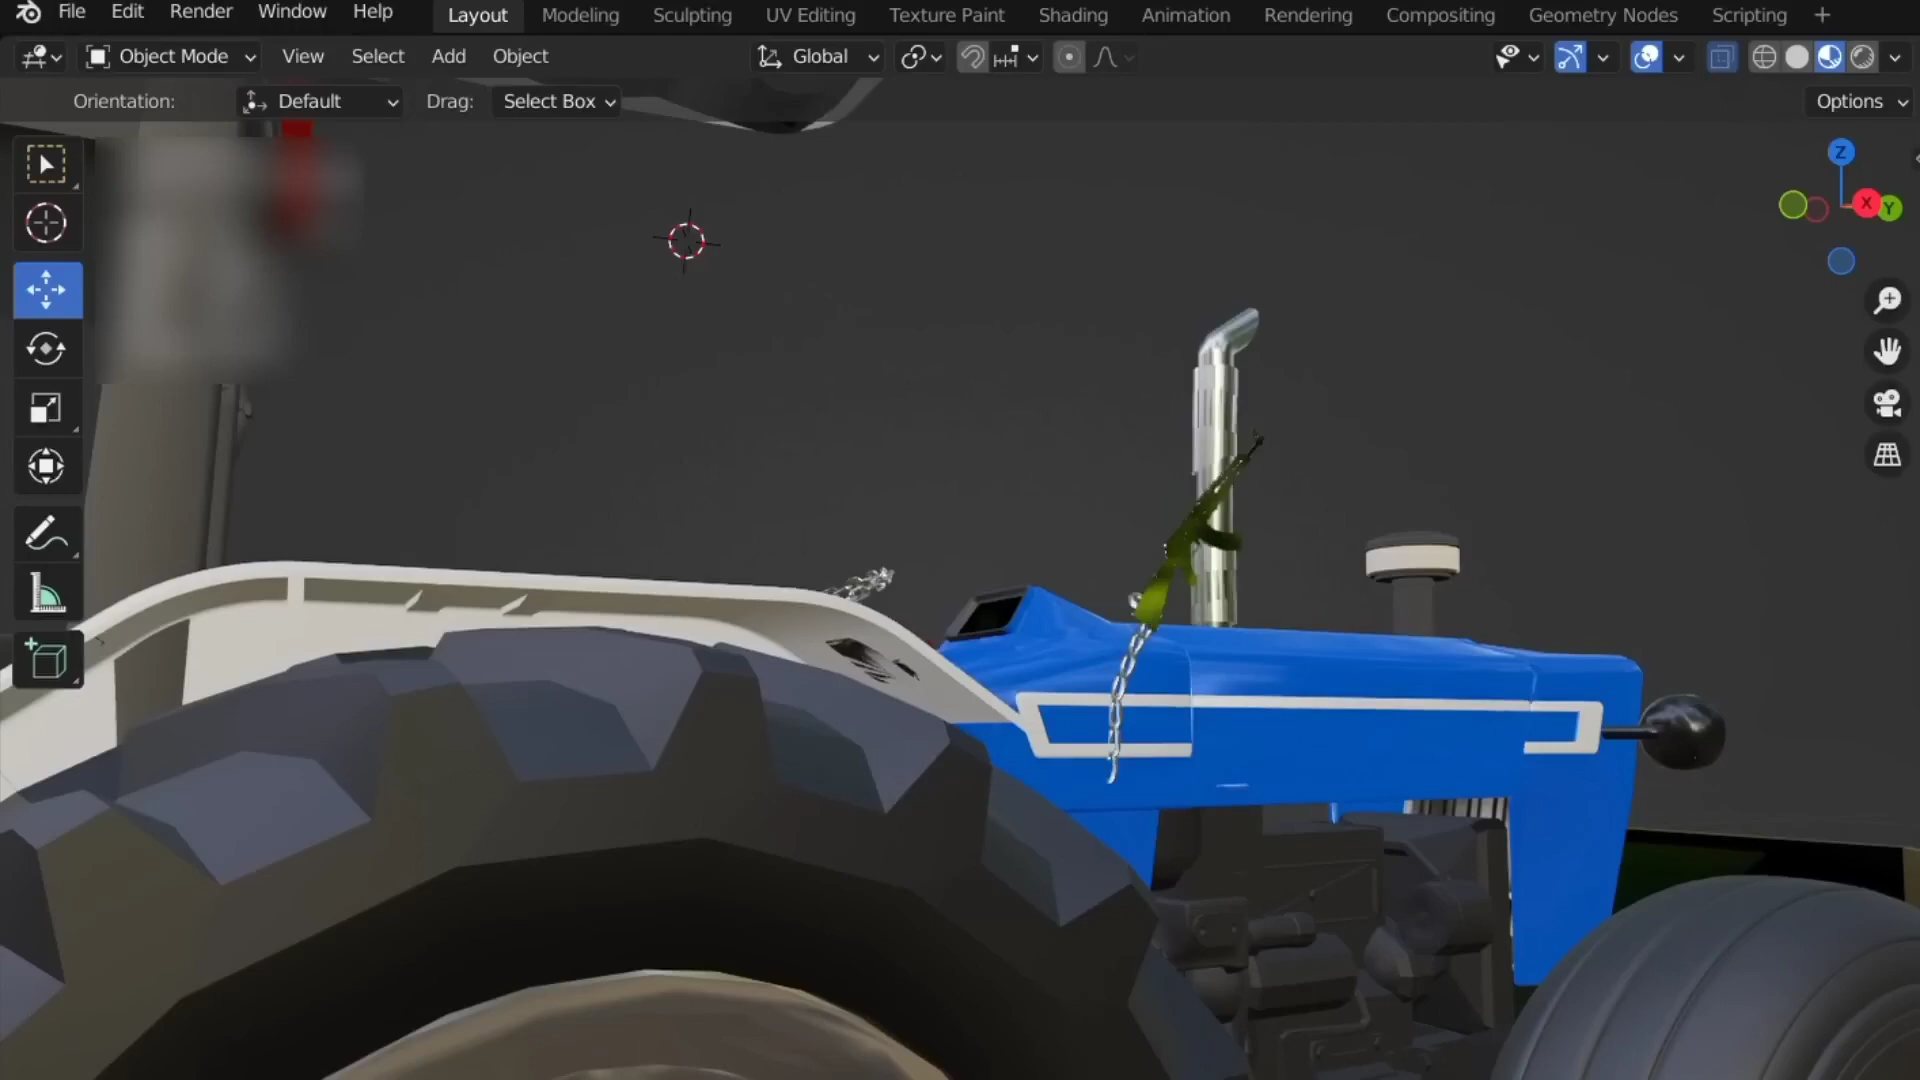 File Edit Render Window Help Layout Modeling Sculpting UV Editing Texture Paint Shading Animation Rendering Compositing Geometry Nodes Scripting +
Object Mode View Select Add Object Global
Orientation: Default Drag: Select Box Options
Z
X Y